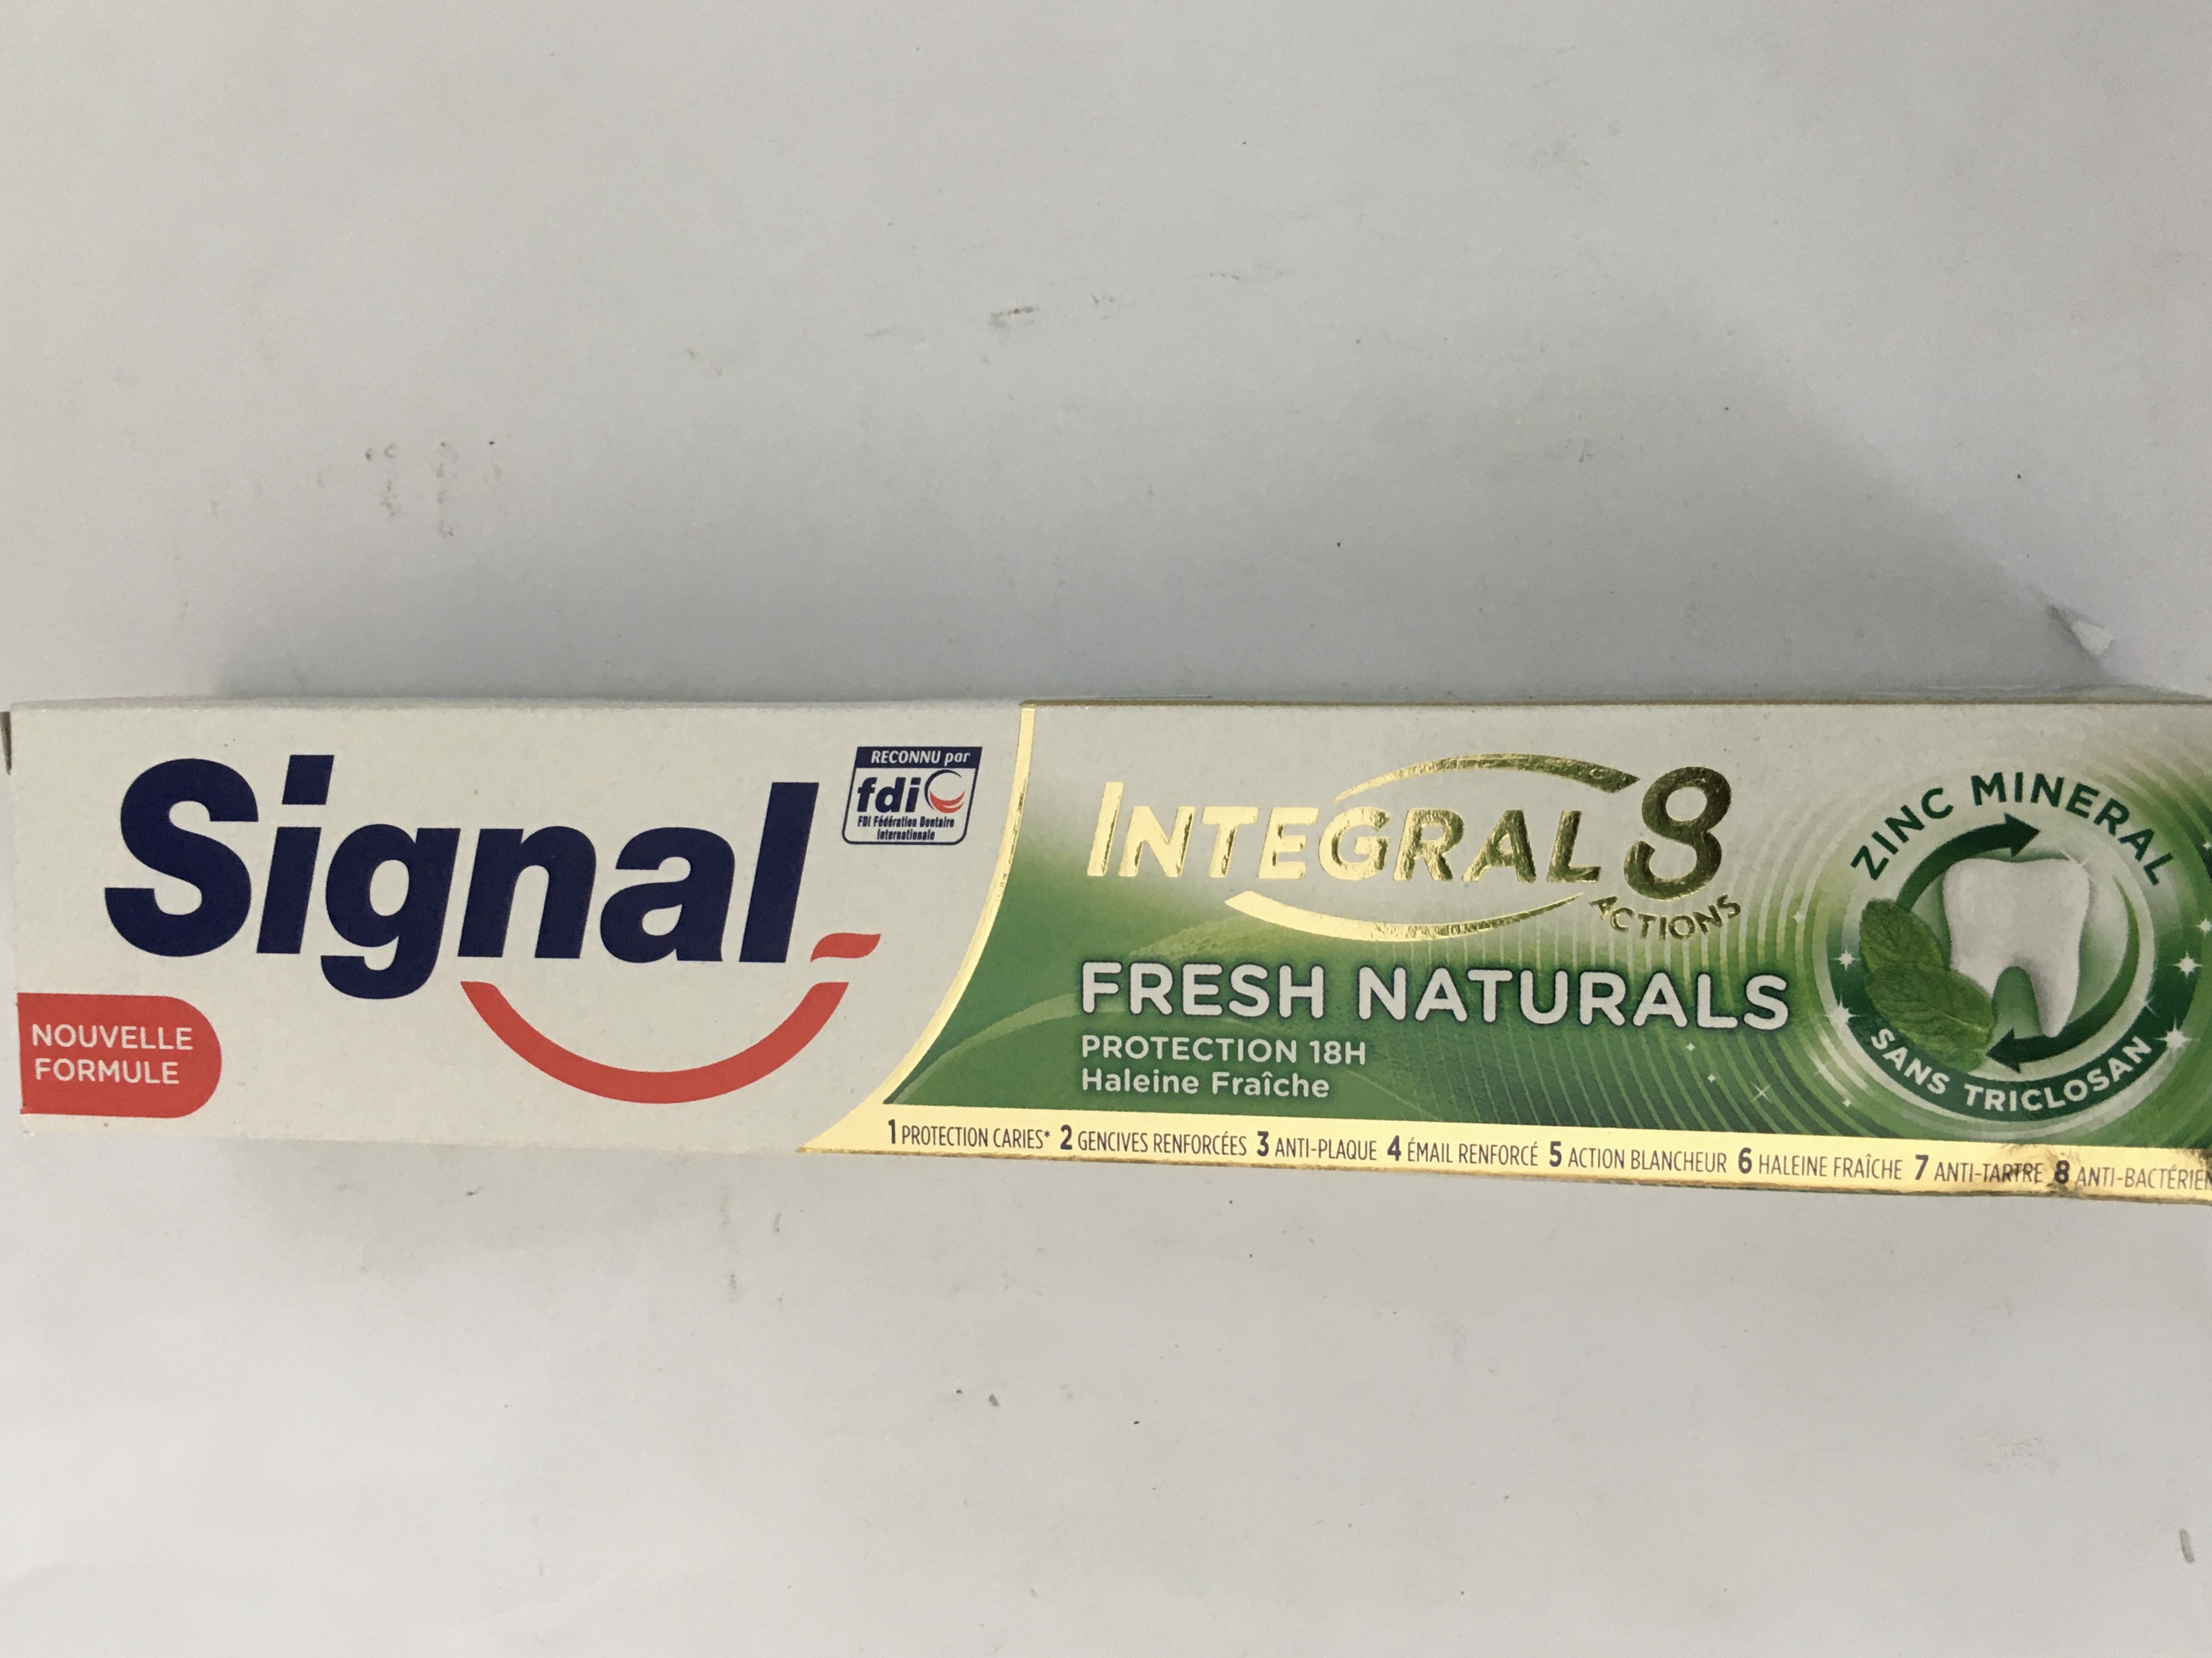 Signal
RECONNU par
fdi
FDI Fédération Dentaire
Internationale
NOUVELLE
FORMULE
INTEGRAL 8
ACTIONS
FRESH NATURALS
PROTECTION 18H
Haleine Fraîche
ZINC MINERAL
SANS TRICLOSAN
1 PROTECTION CARIES* 2 GENCIVES RENFORCÉES 3 ANTI-PLAQUE 4 ÉMAIL RENFORCÉ 5 ACTION BLANCHEUR 6 HALEINE FRAÎCHE 7 ANTI-TARTRE 8 ANTI-BACTÉRIEN